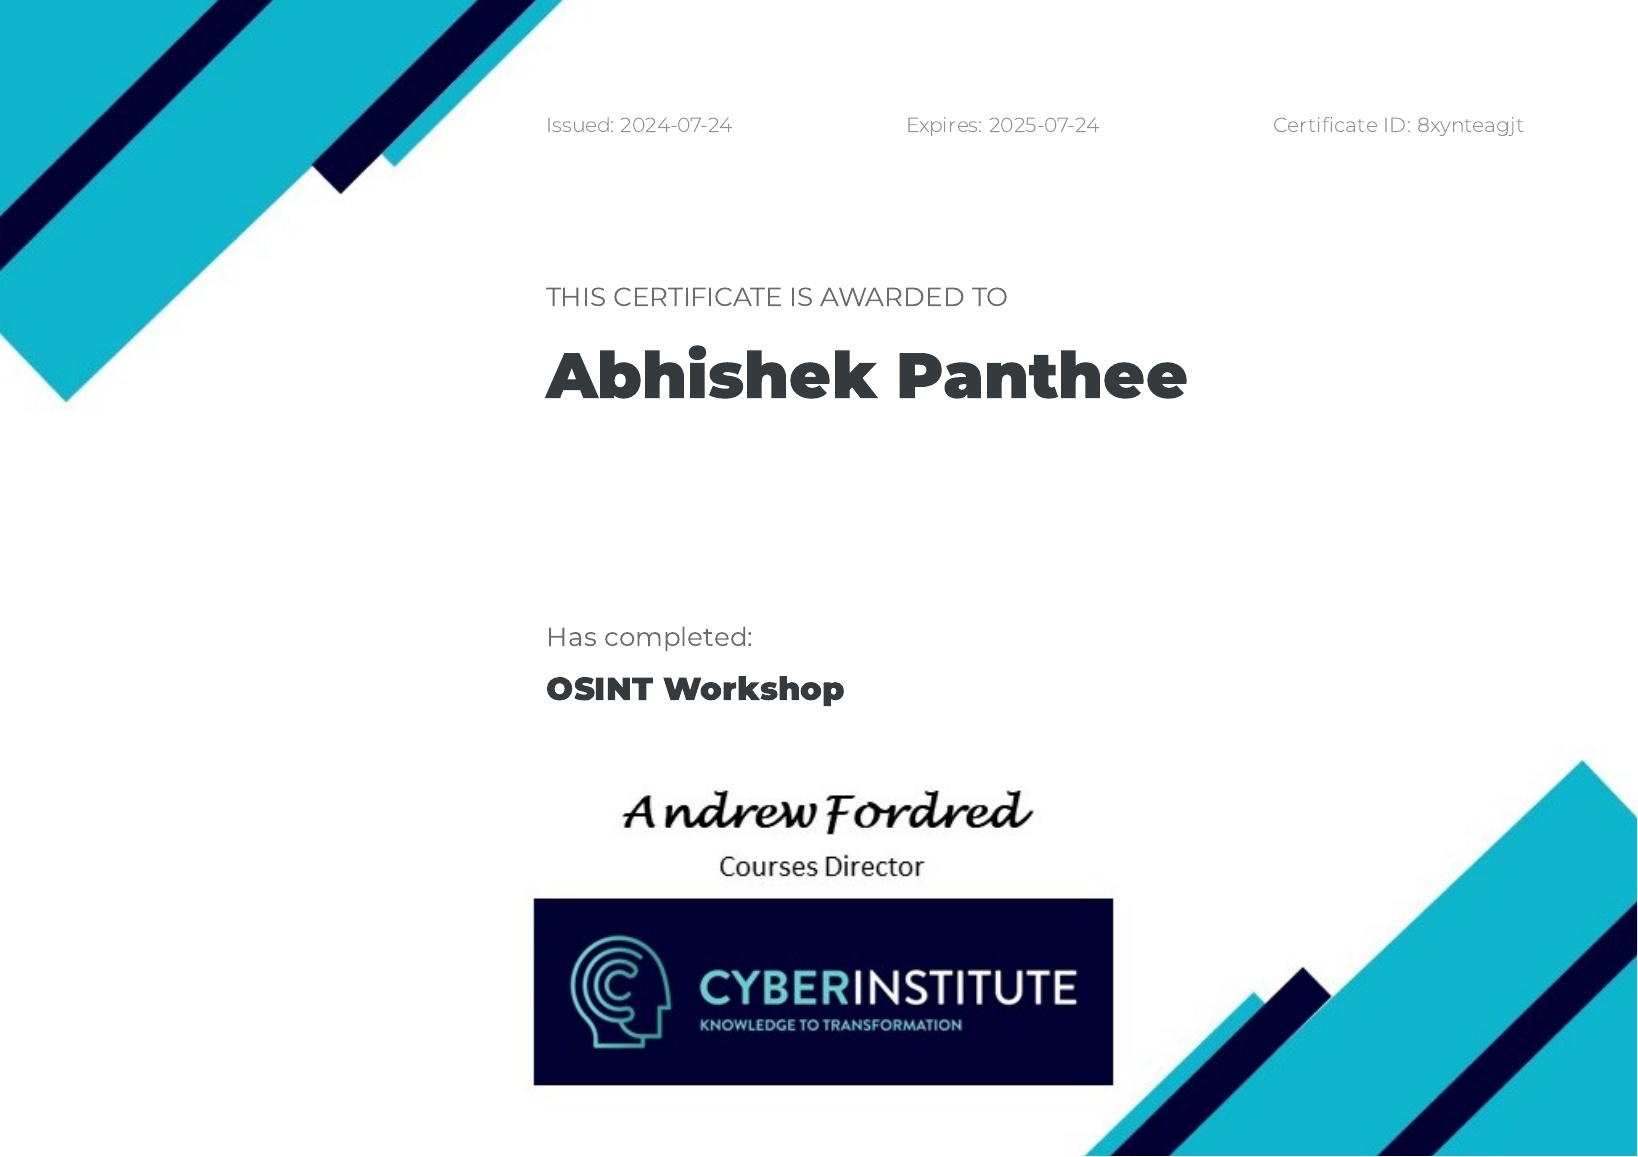 Issued: 2024-07-24 Expires: 2025-07-24 Certificate ID: 8xynteagjt
THIS CERTIFICATE IS AWARDED TO
Abhishek Panthee
Has completed:
OSINT Workshop
Andrew Fordred
Courses Director
CYBERINSTITUTE
KNOWLEDGE TO TRANSFORMATION